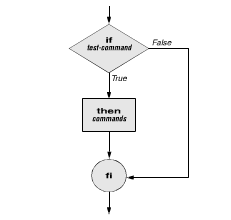 if
test-command
False
True
then
commands
fi